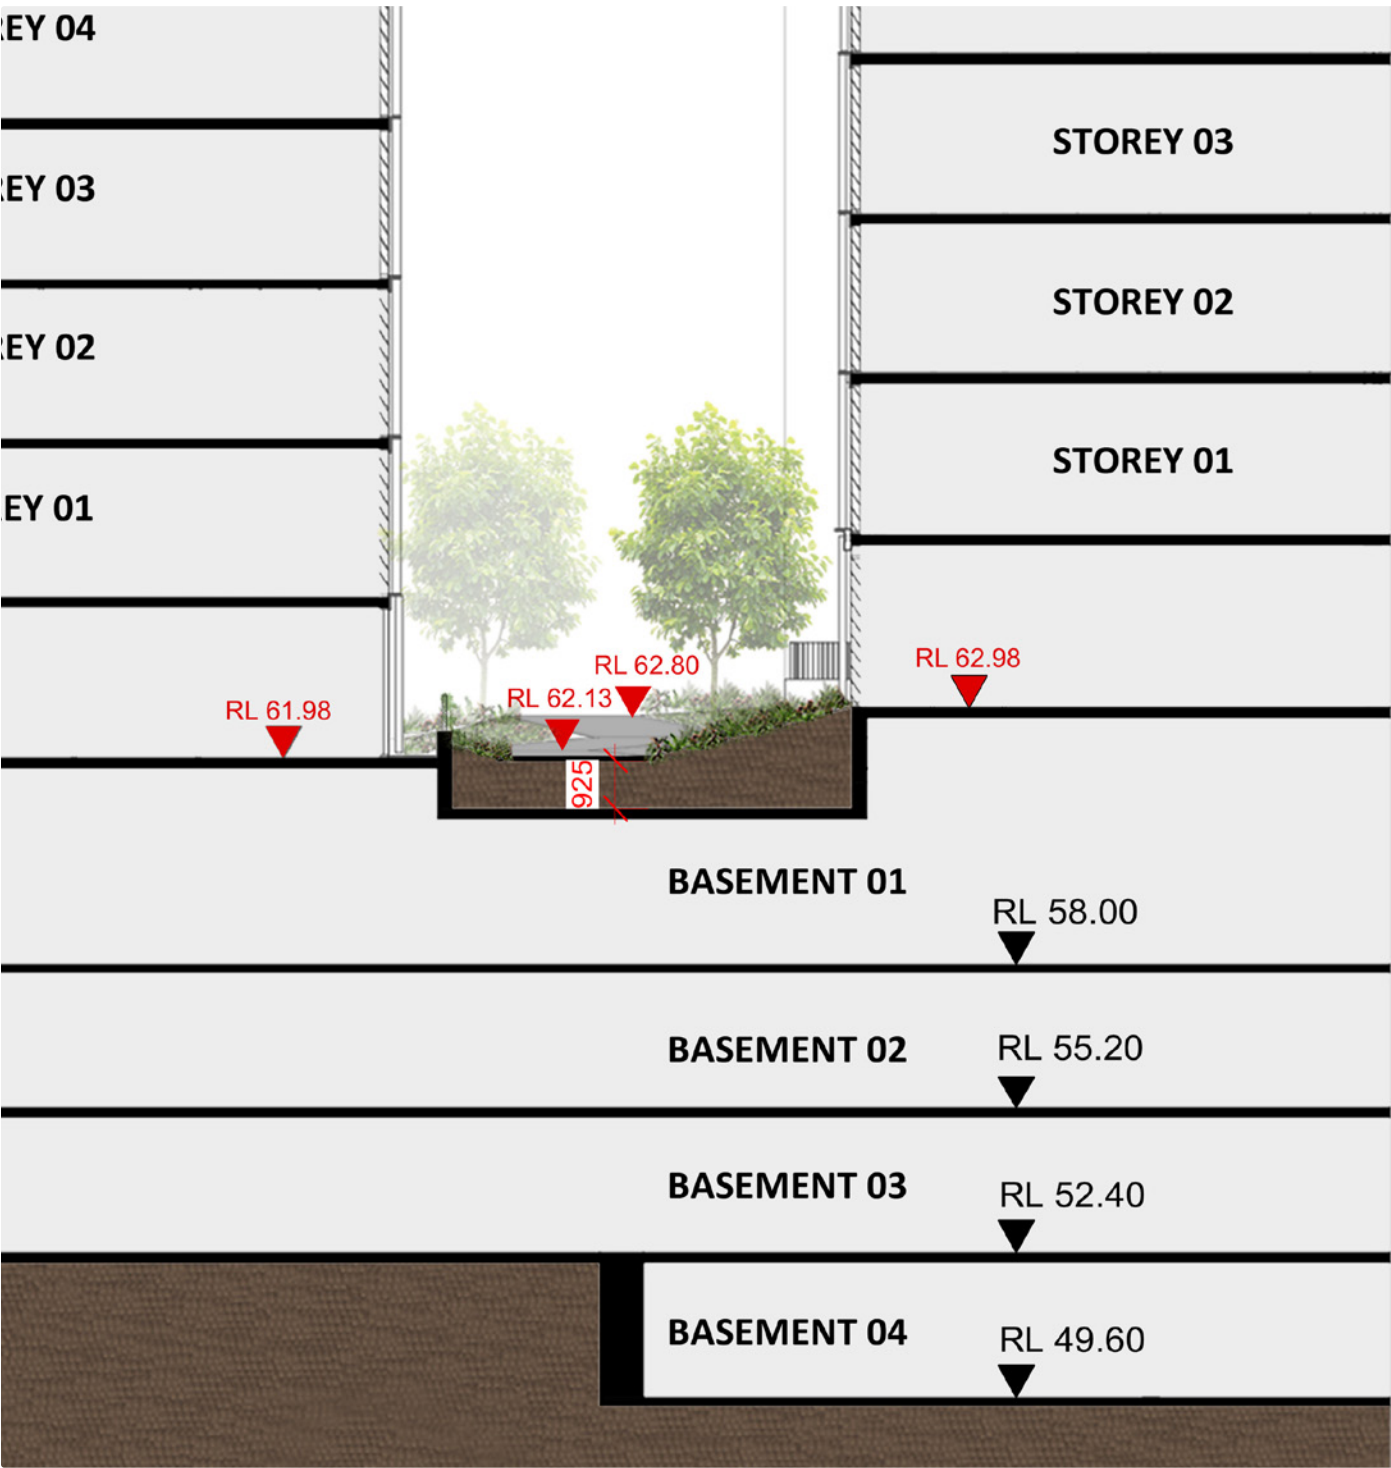 EY 04
STOREY 03
EY 03
STOREY 02
EY 02
STOREY 01
EY 01
RL 62.80
RL 62.98
RL 62.13
RL 61.98
925
BASEMENT 01
RL 58.00
BASEMENT 02
RL 55.20
BASEMENT 03
RL 52.40
BASEMENT 04
RL 49.60